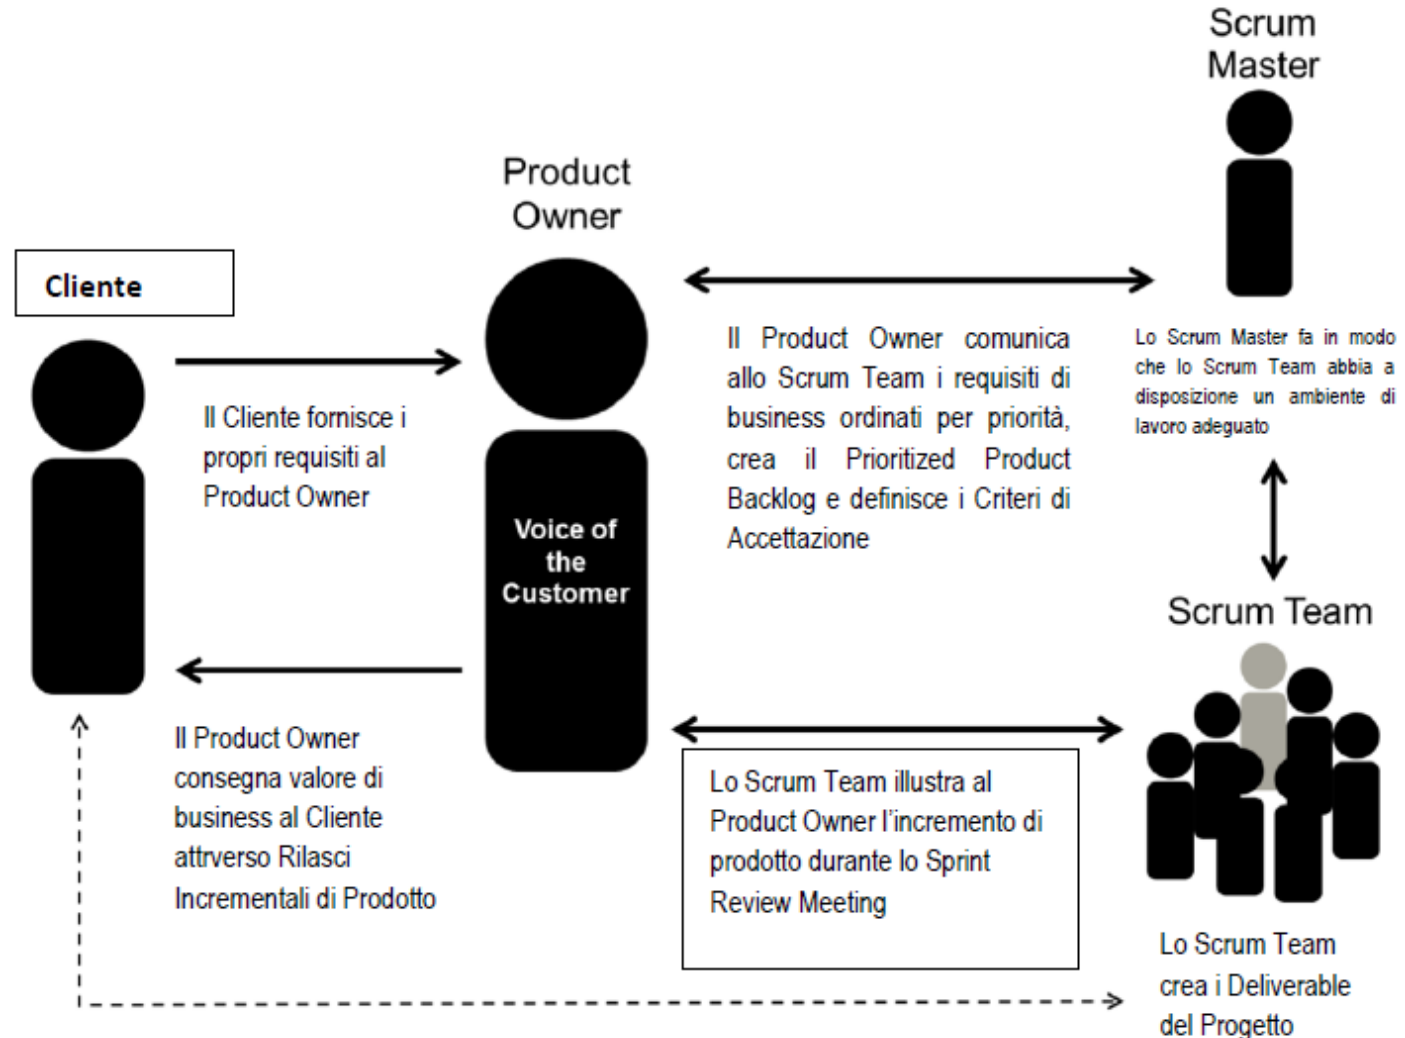 Scrum
Master
Product
Owner
Cliente
Il Cliente fornisce i
propri requisiti al
Product Owner
Voice of
the
Customer
Il Product Owner comunica
allo Scrum Team i requisiti di
business ordinati per priorità,
crea il Prioritized Product
Backlog e definisce i Criteri di
Accettazione
Lo Scrum Master fa in modo
che lo Scrum Team abbia a
disposizione un ambiente di
lavoro adeguato
Scrum Team
Il Product Owner
consegna valore di
business al Cliente
attrverso Rilasci
Incrementali di Prodotto
Lo Scrum Team illustra al
Product Owner l'incremento di
prodotto durante lo Sprint
Review Meeting
Lo Scrum Team
crea i Deliverable
del Progetto